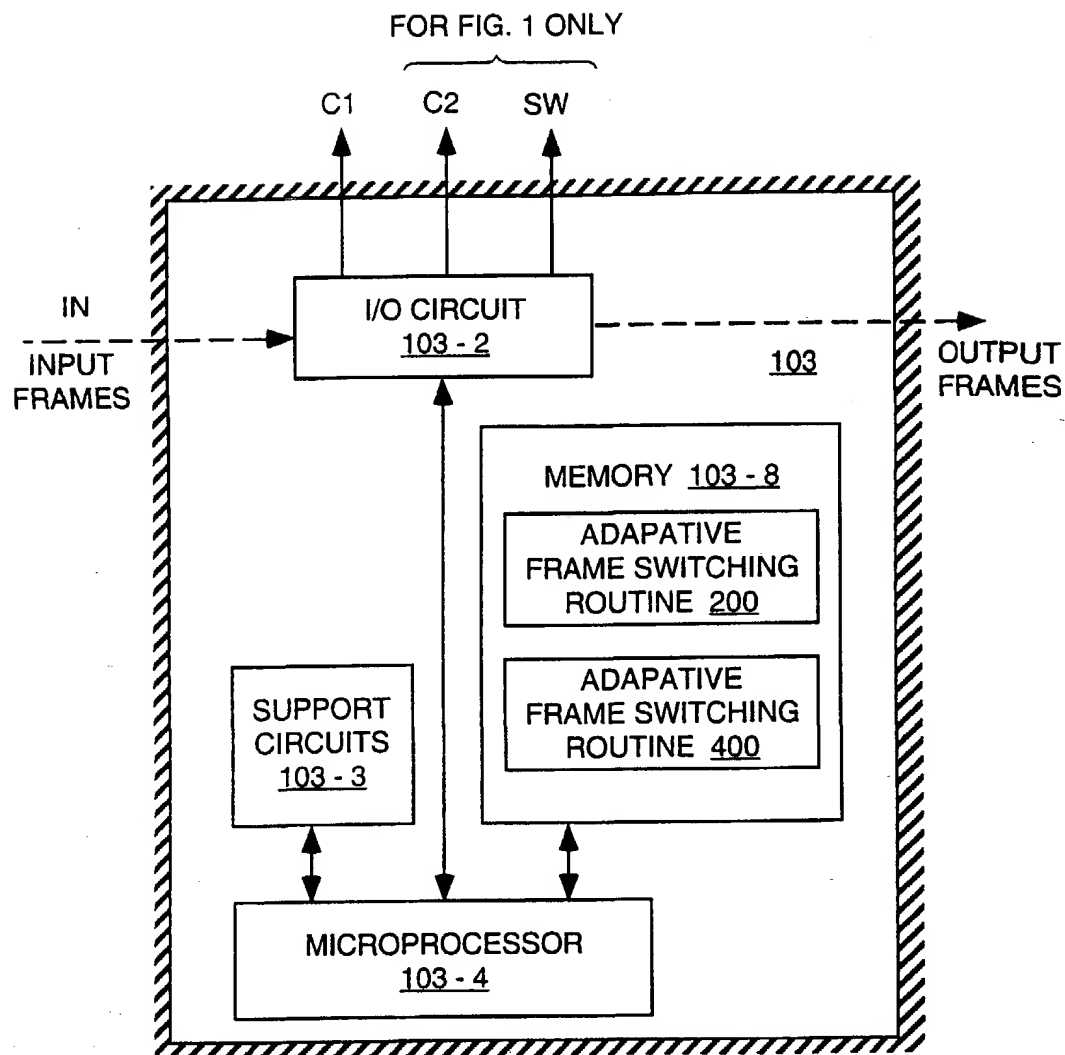 FOR FIG. 1 ONLY
C1 C2 SW
IN
INPUT
FRAMES
I/O CIRCUIT
103 - 2
103
OUTPUT
FRAMES
MEMORY 103 - 8
ADAPATIVE
FRAME SWITCHING
ROUTINE 200
ADAPATIVE
FRAME SWITCHING
ROUTINE 400
SUPPORT
CIRCUITS
103 - 3
MICROPROCESSOR
103 - 4